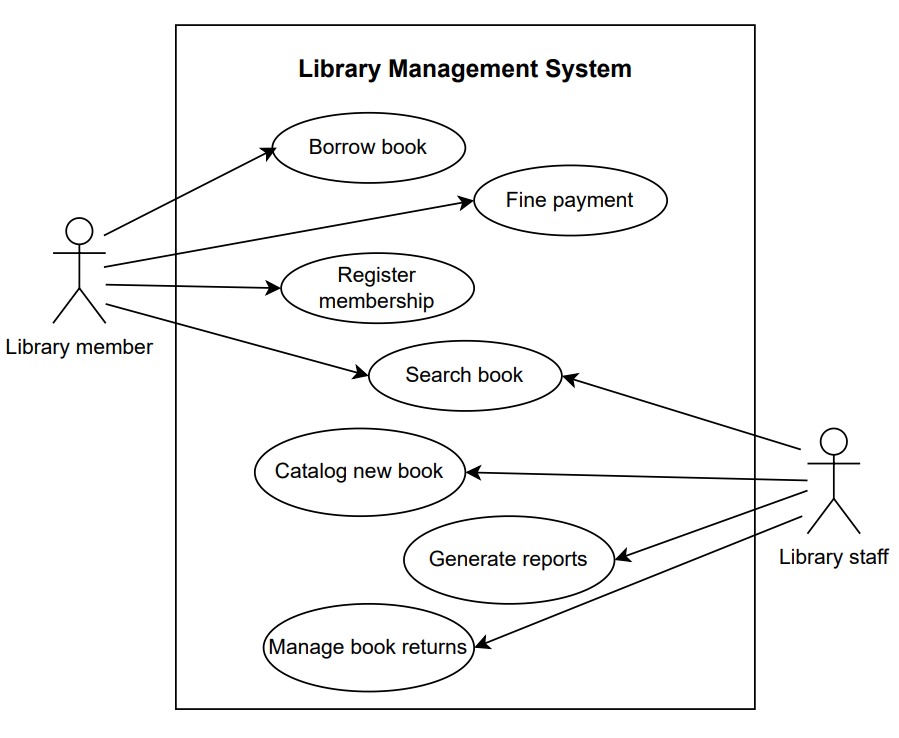 Library Management System
Borrow book
Fine payment
Register
membership
Library member
Search book
Catalog new book
Generate reports
Library staff
Manage book returns